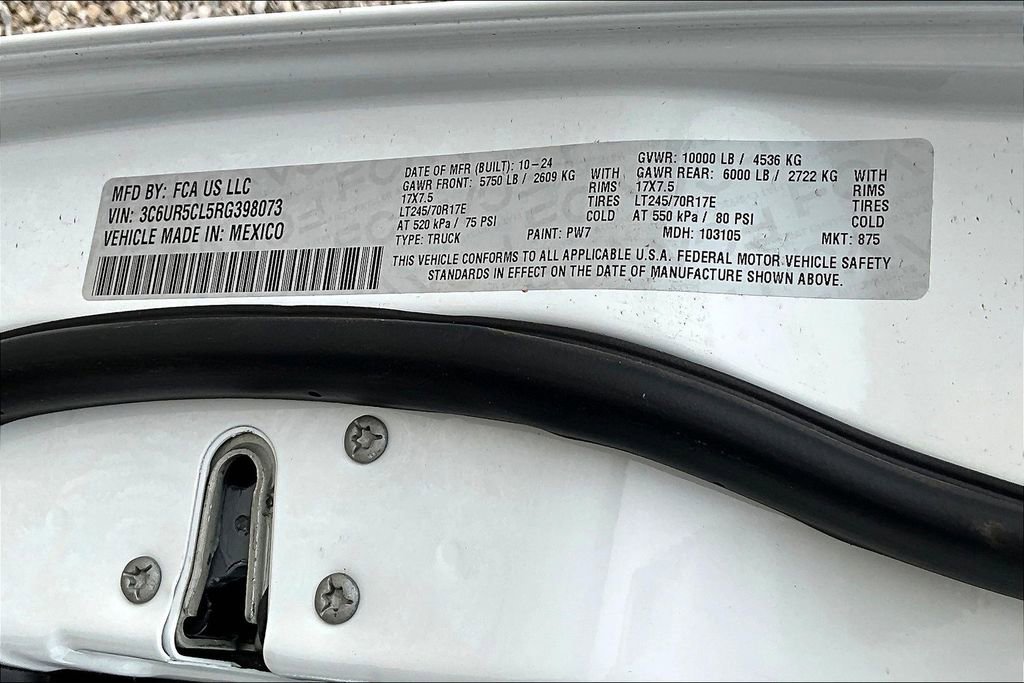 MFD BY: FCA US LLC
VIN: 3C6UR5CL5RG398073
VEHICLE MADE IN: MEXICO
DATE OF MFR (BUILT): 10-24
GAWR FRONT: 5750 LB / 2609 KG WITH
17X7.5 RIMS
LT245/70R17E TIRES
AT 520 kPa / 75 PSI COLD
TYPE: TRUCK PAINT: PW7
GVWR: 10000 LB / 4536 KG
GAWR REAR: 6000 LB / 2722 KG WITH
17X7.5 RIMS
LT245/70R17E TIRES
AT 550 kPa / 80 PSI COLD
MDH: 103105 MKT: 875
THIS VEHICLE CONFORMS TO ALL APPLICABLE U.S.A. FEDERAL MOTOR VEHICLE SAFETY
STANDARDS IN EFFECT ON THE DATE OF MANUFACTURE SHOWN ABOVE.